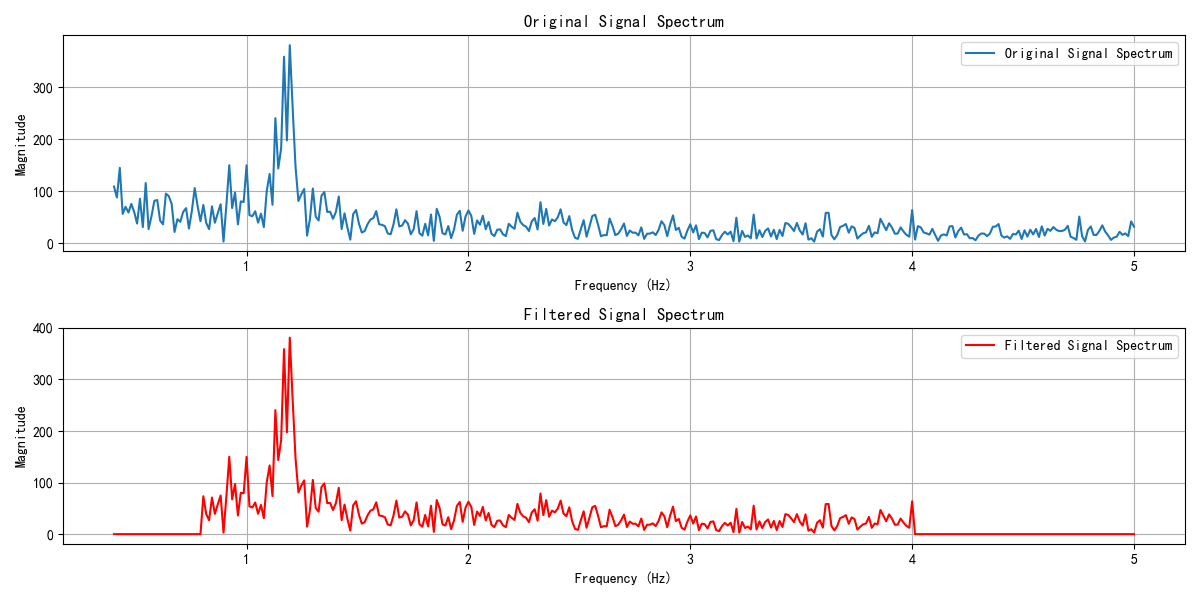 Original Signal Spectrum
Original Signal Spectrum
Magnitude
300
200
100
0
1 2 3 4 5
Frequency (Hz)
Filtered Signal Spectrum
Filtered Signal Spectrum
Magnitude
400
300
200
100
0
1 2 3 4 5
Frequency (Hz)